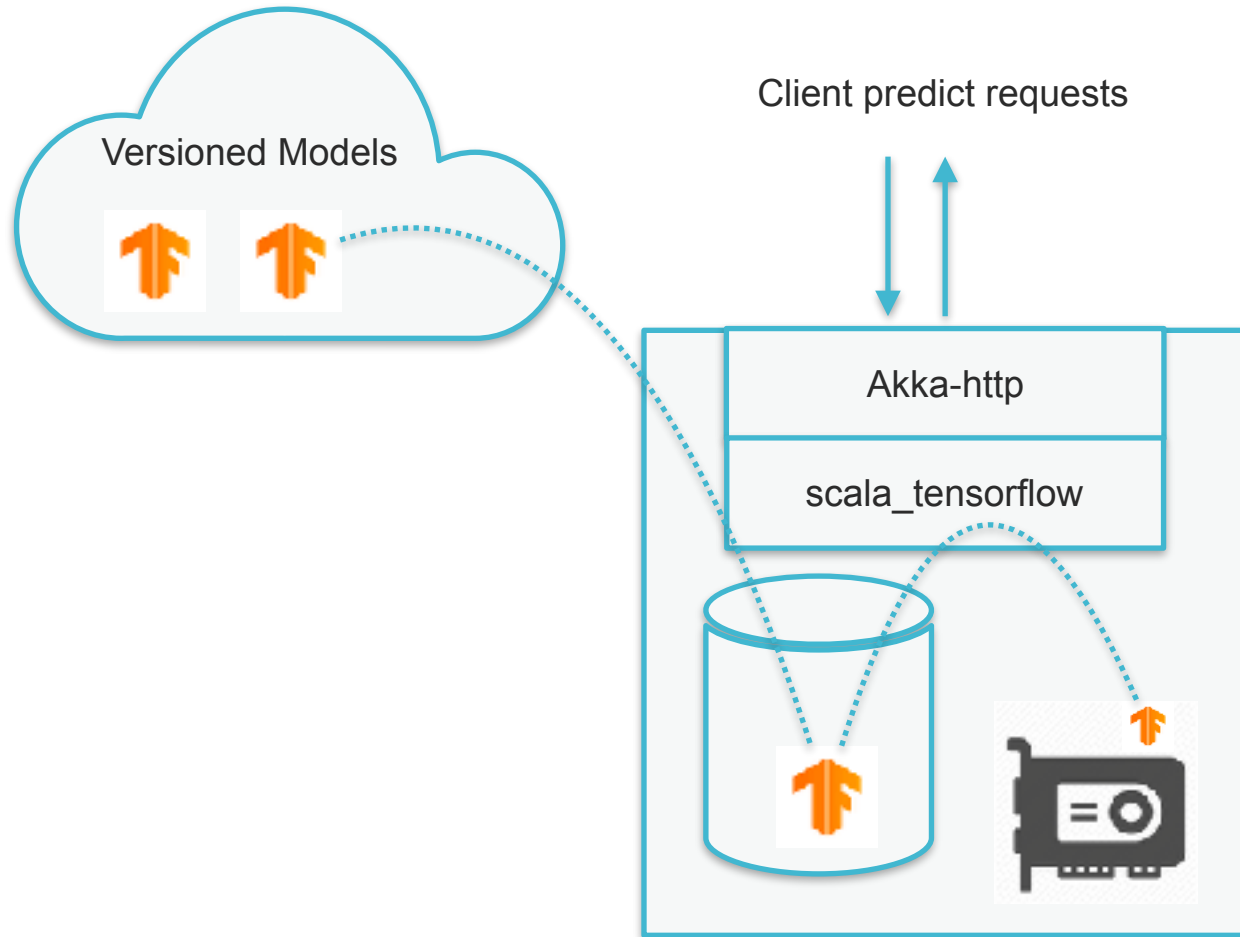 Client predict requests
Versioned Models
Akka-http
scala_tensorflow